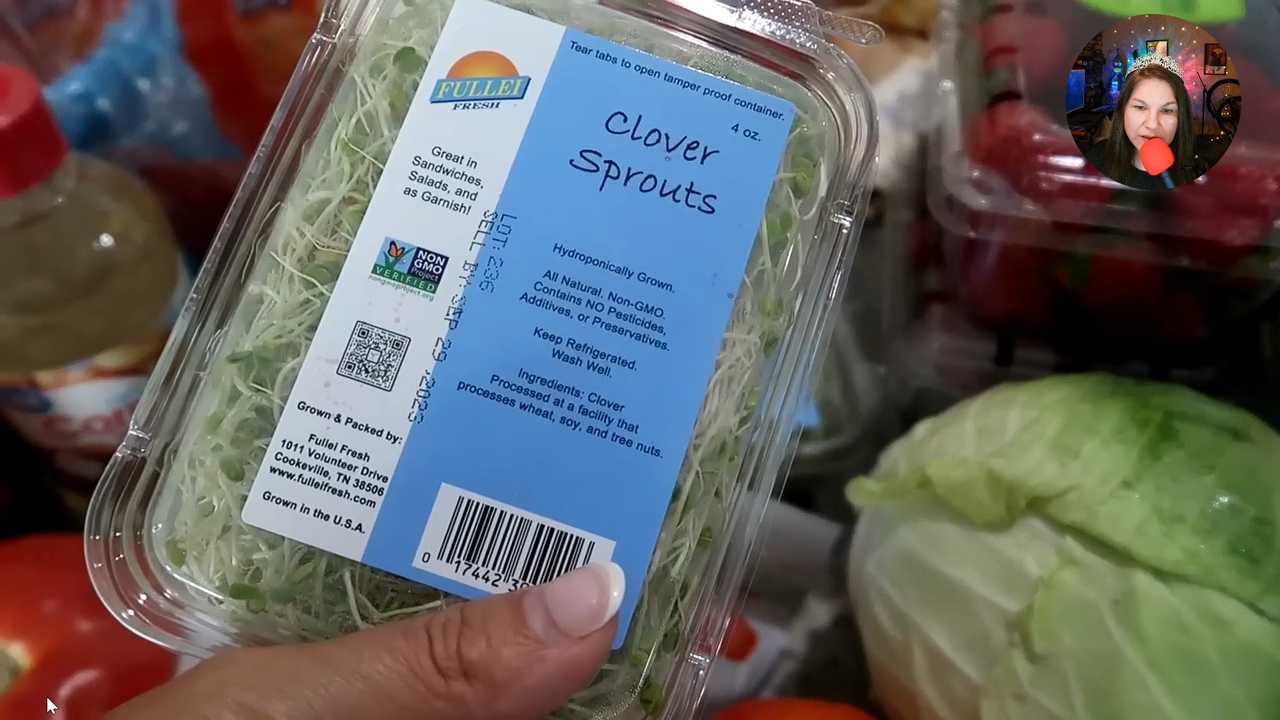 FULLEI
FRESH
Great in
Sandwiches,
Salads, and
as Garnish!
NON
GMO
Project
VERIFIED
nongmoproject.org
LOT: 235
SELL BY: SEP 29 2023
Grown & Packed by:
Fullei Fresh
1011 Volunteer Drive
Cookeville, TN 38506
www.fulleifresh.com
Grown in the U.S.A.
Tear tabs to open tamper proof container.
4 oz.
Clover
Sprouts
Hydroponically Grown.
All Natural, Non-GMO.
Contains NO Pesticides,
Additives, or Preservatives.
Keep Refrigerated.
Wash Well.
Ingredients: Clover
Processed at a facility that
processes wheat, soy, and tree nuts.
0 17442